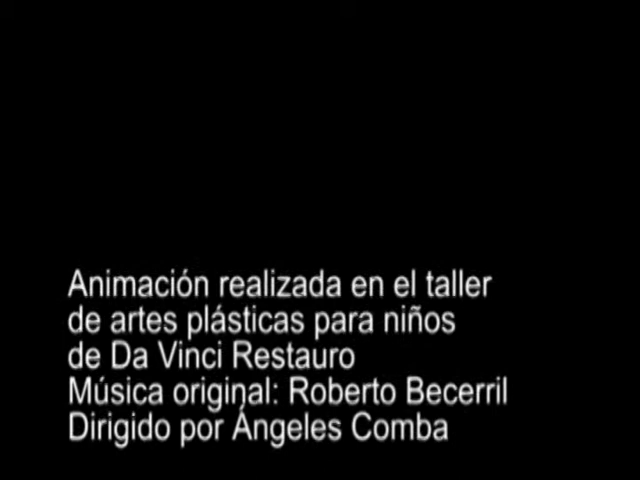 Animación realizada en el taller
de artes plásticas para niños
de Da Vinci Restauro
Música original: Roberto Becerril
Dirigido por Ángeles Comba